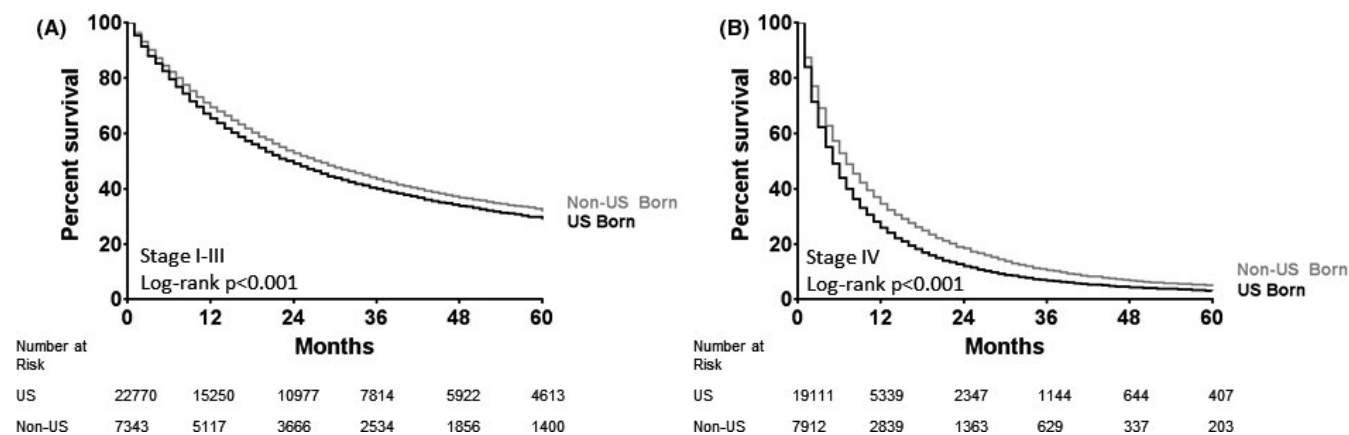 (A)
Percent survival
100
80
60
40
20
0
Non-US Born
US Born
Stage I-III
Log-rank p<0.001
0 12 24 36 48 60
Months
Number at
Risk
US 22770 15250 10977 7814 5922 4613
Non-US 7343 5117 3666 2534 1856 1400
(B)
Percent survival
100
80
60
40
20
0
Non-US Born
US Born
Stage IV
Log-rank p<0.001
0 12 24 36 48 60
Months
Number at
Risk
US 19111 5339 2347 1144 644 407
Non-US 7912 2839 1363 629 337 203